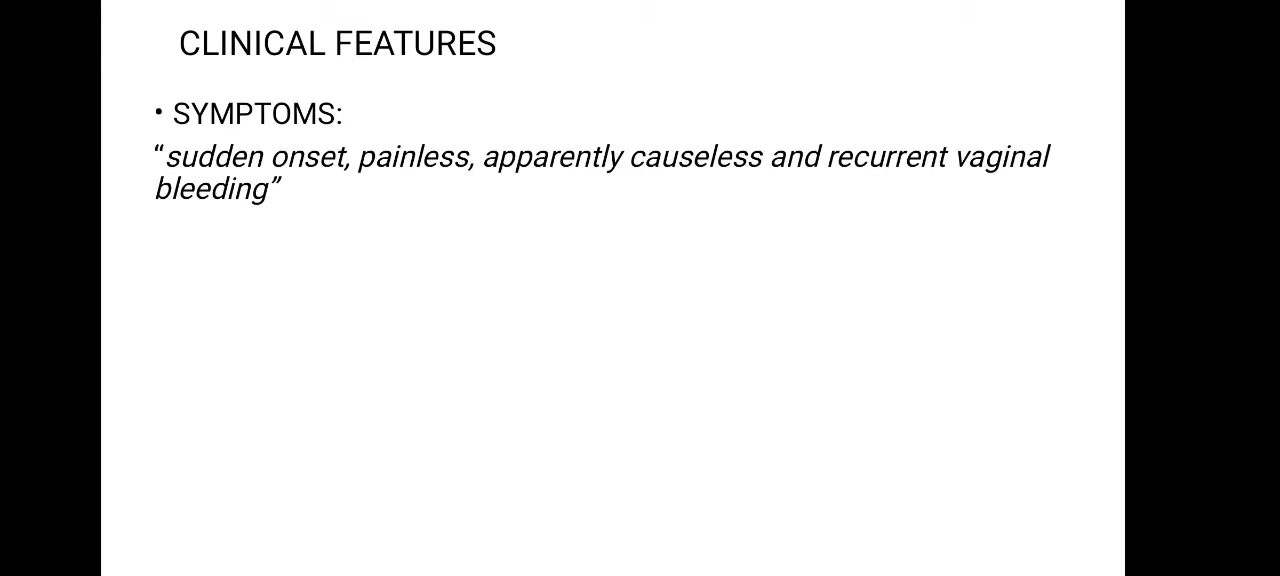 CLINICAL FEATURES
• SYMPTOMS:
“sudden onset, painless, apparently causeless and recurrent vaginal
bleeding”